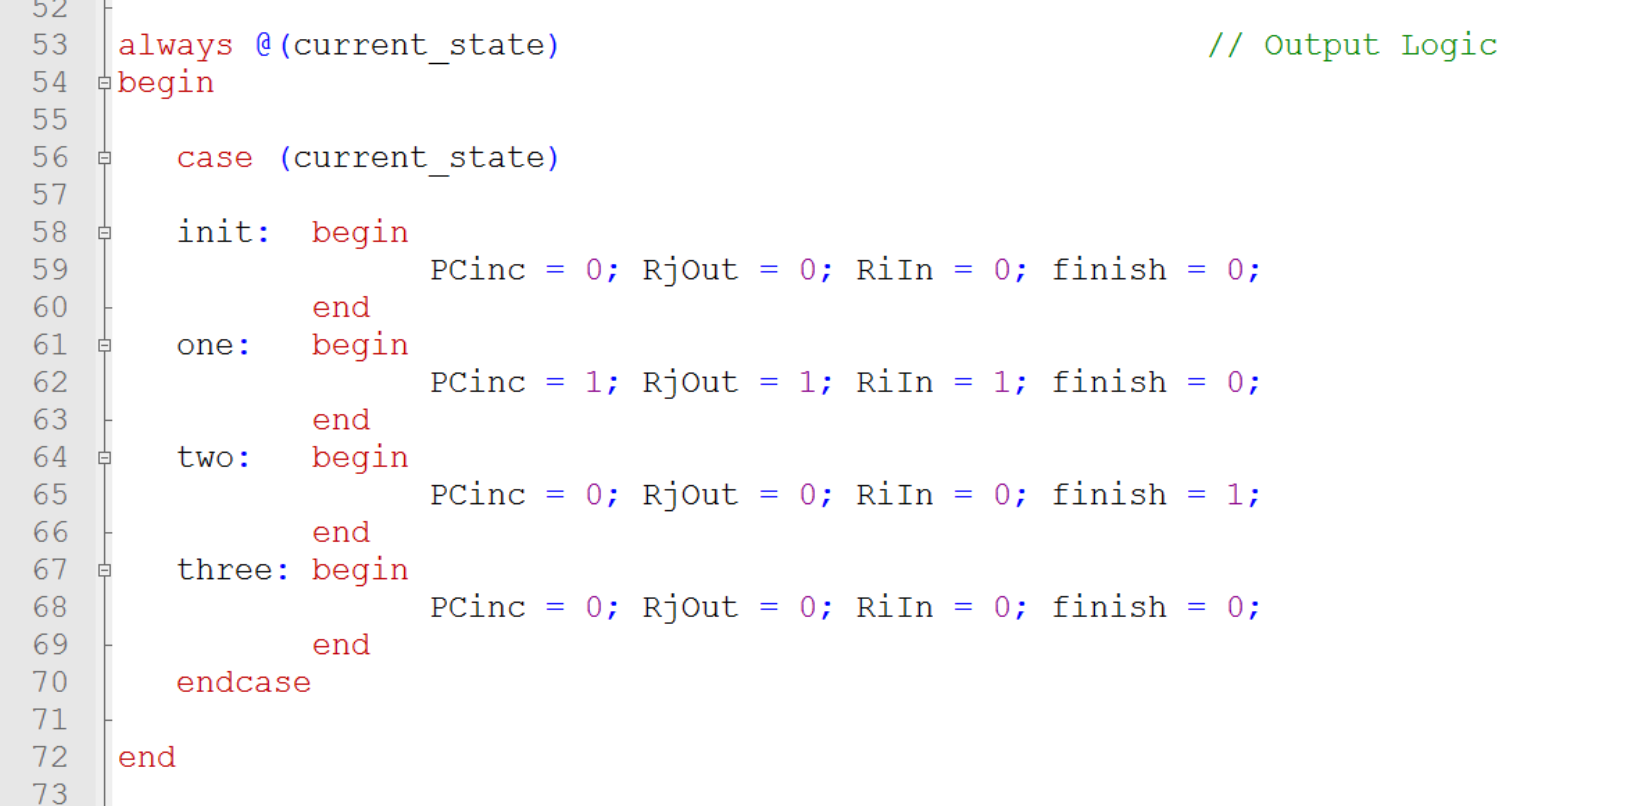 52
53 always @(current_state) // Output Logic
54 begin
55
56 case (current_state)
57
58 init: begin
59 PCinc = 0; RjOut = 0; RiIn = 0; finish = 0;
60 end
61 one: begin
62 PCinc = 1; RjOut = 1; RiIn = 1; finish = 0;
63 end
64 two: begin
65 PCinc = 0; RjOut = 0; RiIn = 0; finish = 1;
66 end
67 three: begin
68 PCinc = 0; RjOut = 0; RiIn = 0; finish = 0;
69 end
70 endcase
71
72 end
73